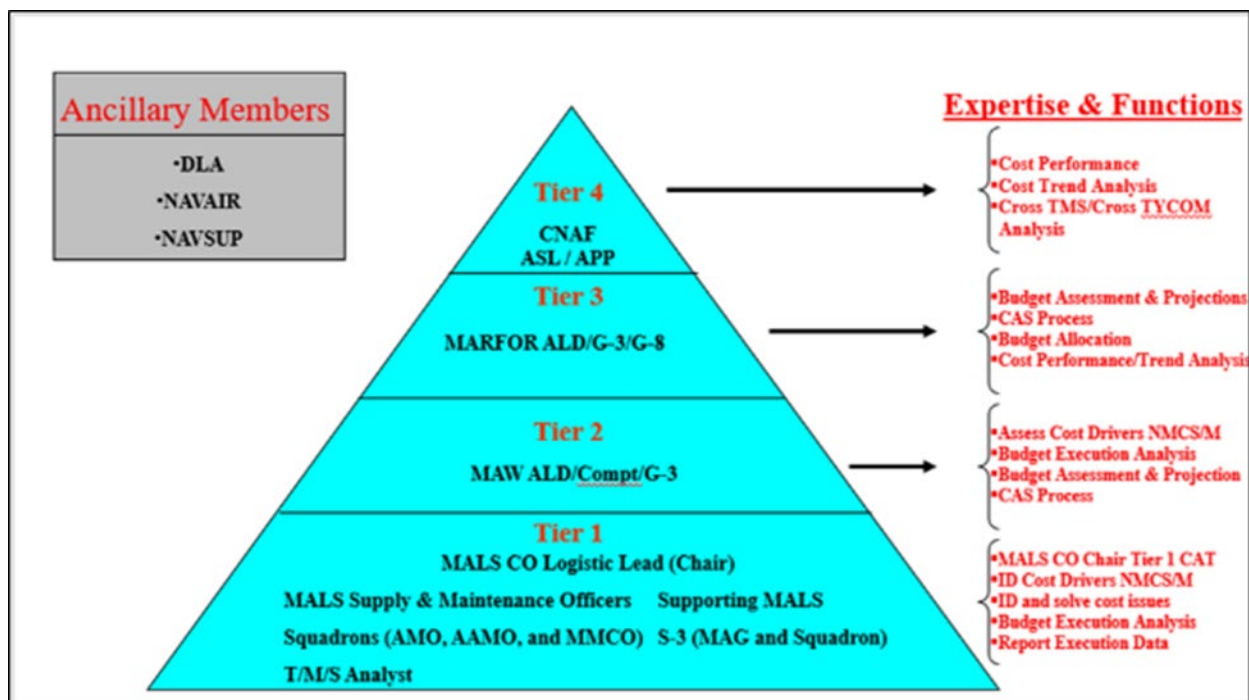 Ancillary Members
•DLA
•NAVAIR
•NAVSUP
Tier 4
CNAF
ASL / APP
Tier 3
MARFOR ALD/G-3/G-8
Tier 2
MAW ALD/Compt/G-3
Tier 1
MALS CO Logistic Lead (Chair)
MALS Supply & Maintenance Officers Supporting MALS
Squadrons (AMO, AAMO, and MMCO) S-3 (MAG and Squadron)
T/M/S Analyst
Expertise & Functions
▪Cost Performance
▪Cost Trend Analysis
▪Cross TMS/Cross TYCOM
Analysis
▪Budget Assessment & Projections
▪CAS Process
▪Budget Allocation
▪Cost Performance/Trend Analysis
▪Assess Cost Drivers NMCS/M
▪Budget Execution Analysis
▪Budget Assessment & Projection
▪CAS Process
▪MALS CO Chair Tier 1 CAT
▪ID Cost Drivers NMCS/M
▪ID and solve cost issues
▪Budget Execution Analysis
▪Report Execution Data